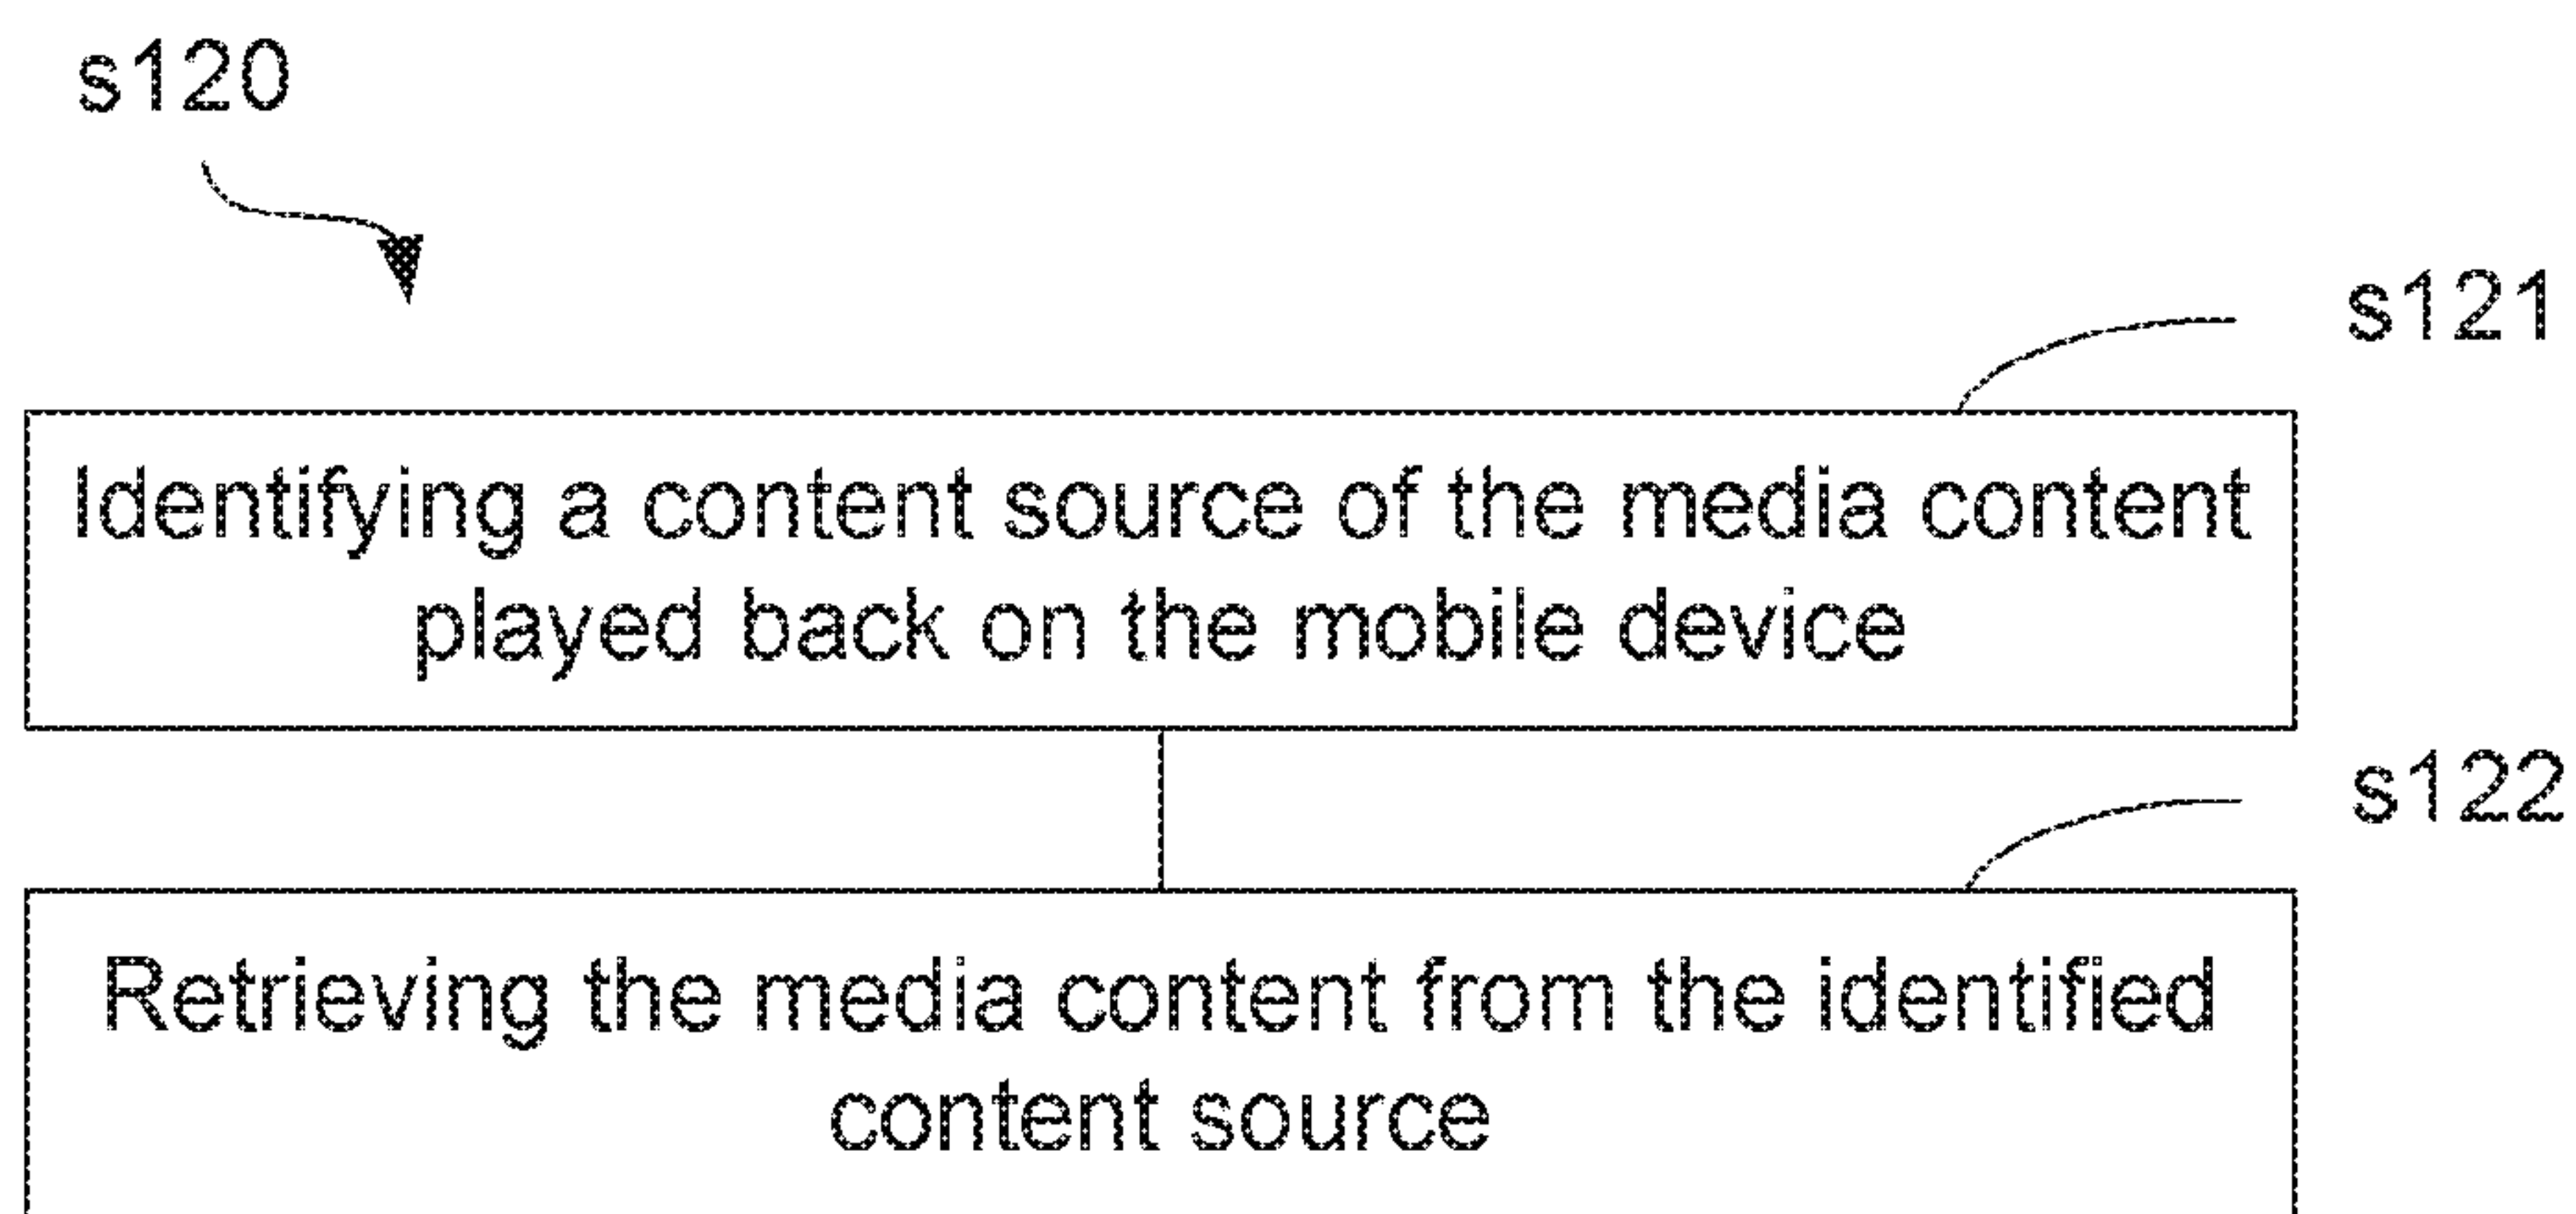 s120
s121
Identifying a content source of the media content
played back on the mobile device
s122
Retrieving the media content from the identified
content source